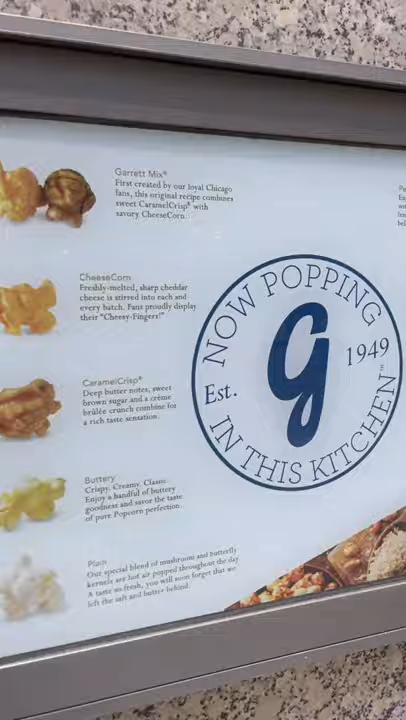 Garrett Mix®
First created by our loyal Chicago
fans, this original recipe combines
sweet CaramelCrisp® with
savory CheeseCorn.
CheeseCorn
Freshly-melted, sharp cheddar
cheese is stirred into each and
every batch. Fans proudly display
their "Cheesy-Fingers!"
CaramelCrisp®
Deep butter notes, sweet
brown sugar and a crème
brûlée crunch combine for
a rich taste sensation.
Buttery
Crispy. Creamy. Classic.
Enjoy a handful of buttery
goodness and savor the taste
of pure Popcorn perfection.
Plain
Our special blend of mushroom and butterfly
kernels are hot air popped throughout the day
A taste so fresh, you will soon forget that we
left the salt and butter behind.
NOW POPPING
g
Est. 1949
IN THIS KITCHEN